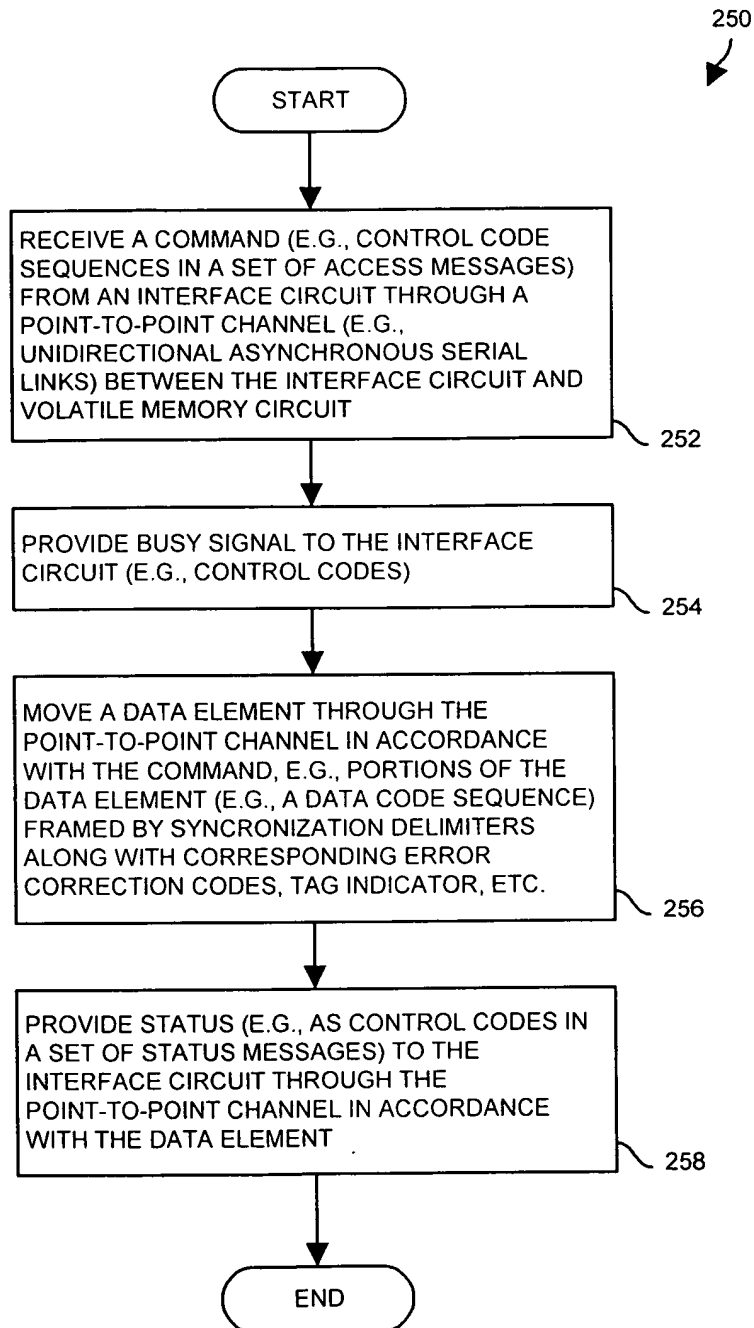 250
START
RECEIVE A COMMAND (E.G., CONTROL CODE
SEQUENCES IN A SET OF ACCESS MESSAGES)
FROM AN INTERFACE CIRCUIT THROUGH A
POINT-TO-POINT CHANNEL (E.G.,
UNIDIRECTIONAL ASYNCHRONOUS SERIAL
LINKS) BETWEEN THE INTERFACE CIRCUIT AND
VOLATILE MEMORY CIRCUIT
252
PROVIDE BUSY SIGNAL TO THE INTERFACE
CIRCUIT (E.G., CONTROL CODES)
254
MOVE A DATA ELEMENT THROUGH THE
POINT-TO-POINT CHANNEL IN ACCORDANCE
WITH THE COMMAND, E.G., PORTIONS OF THE
DATA ELEMENT (E.G., A DATA CODE SEQUENCE)
FRAMED BY SYNCRONIZATION DELIMITERS
ALONG WITH CORRESPONDING ERROR
CORRECTION CODES, TAG INDICATOR, ETC.
256
PROVIDE STATUS (E.G., AS CONTROL CODES IN
A SET OF STATUS MESSAGES) TO THE
INTERFACE CIRCUIT THROUGH THE
POINT-TO-POINT CHANNEL IN ACCORDANCE
WITH THE DATA ELEMENT
258
END